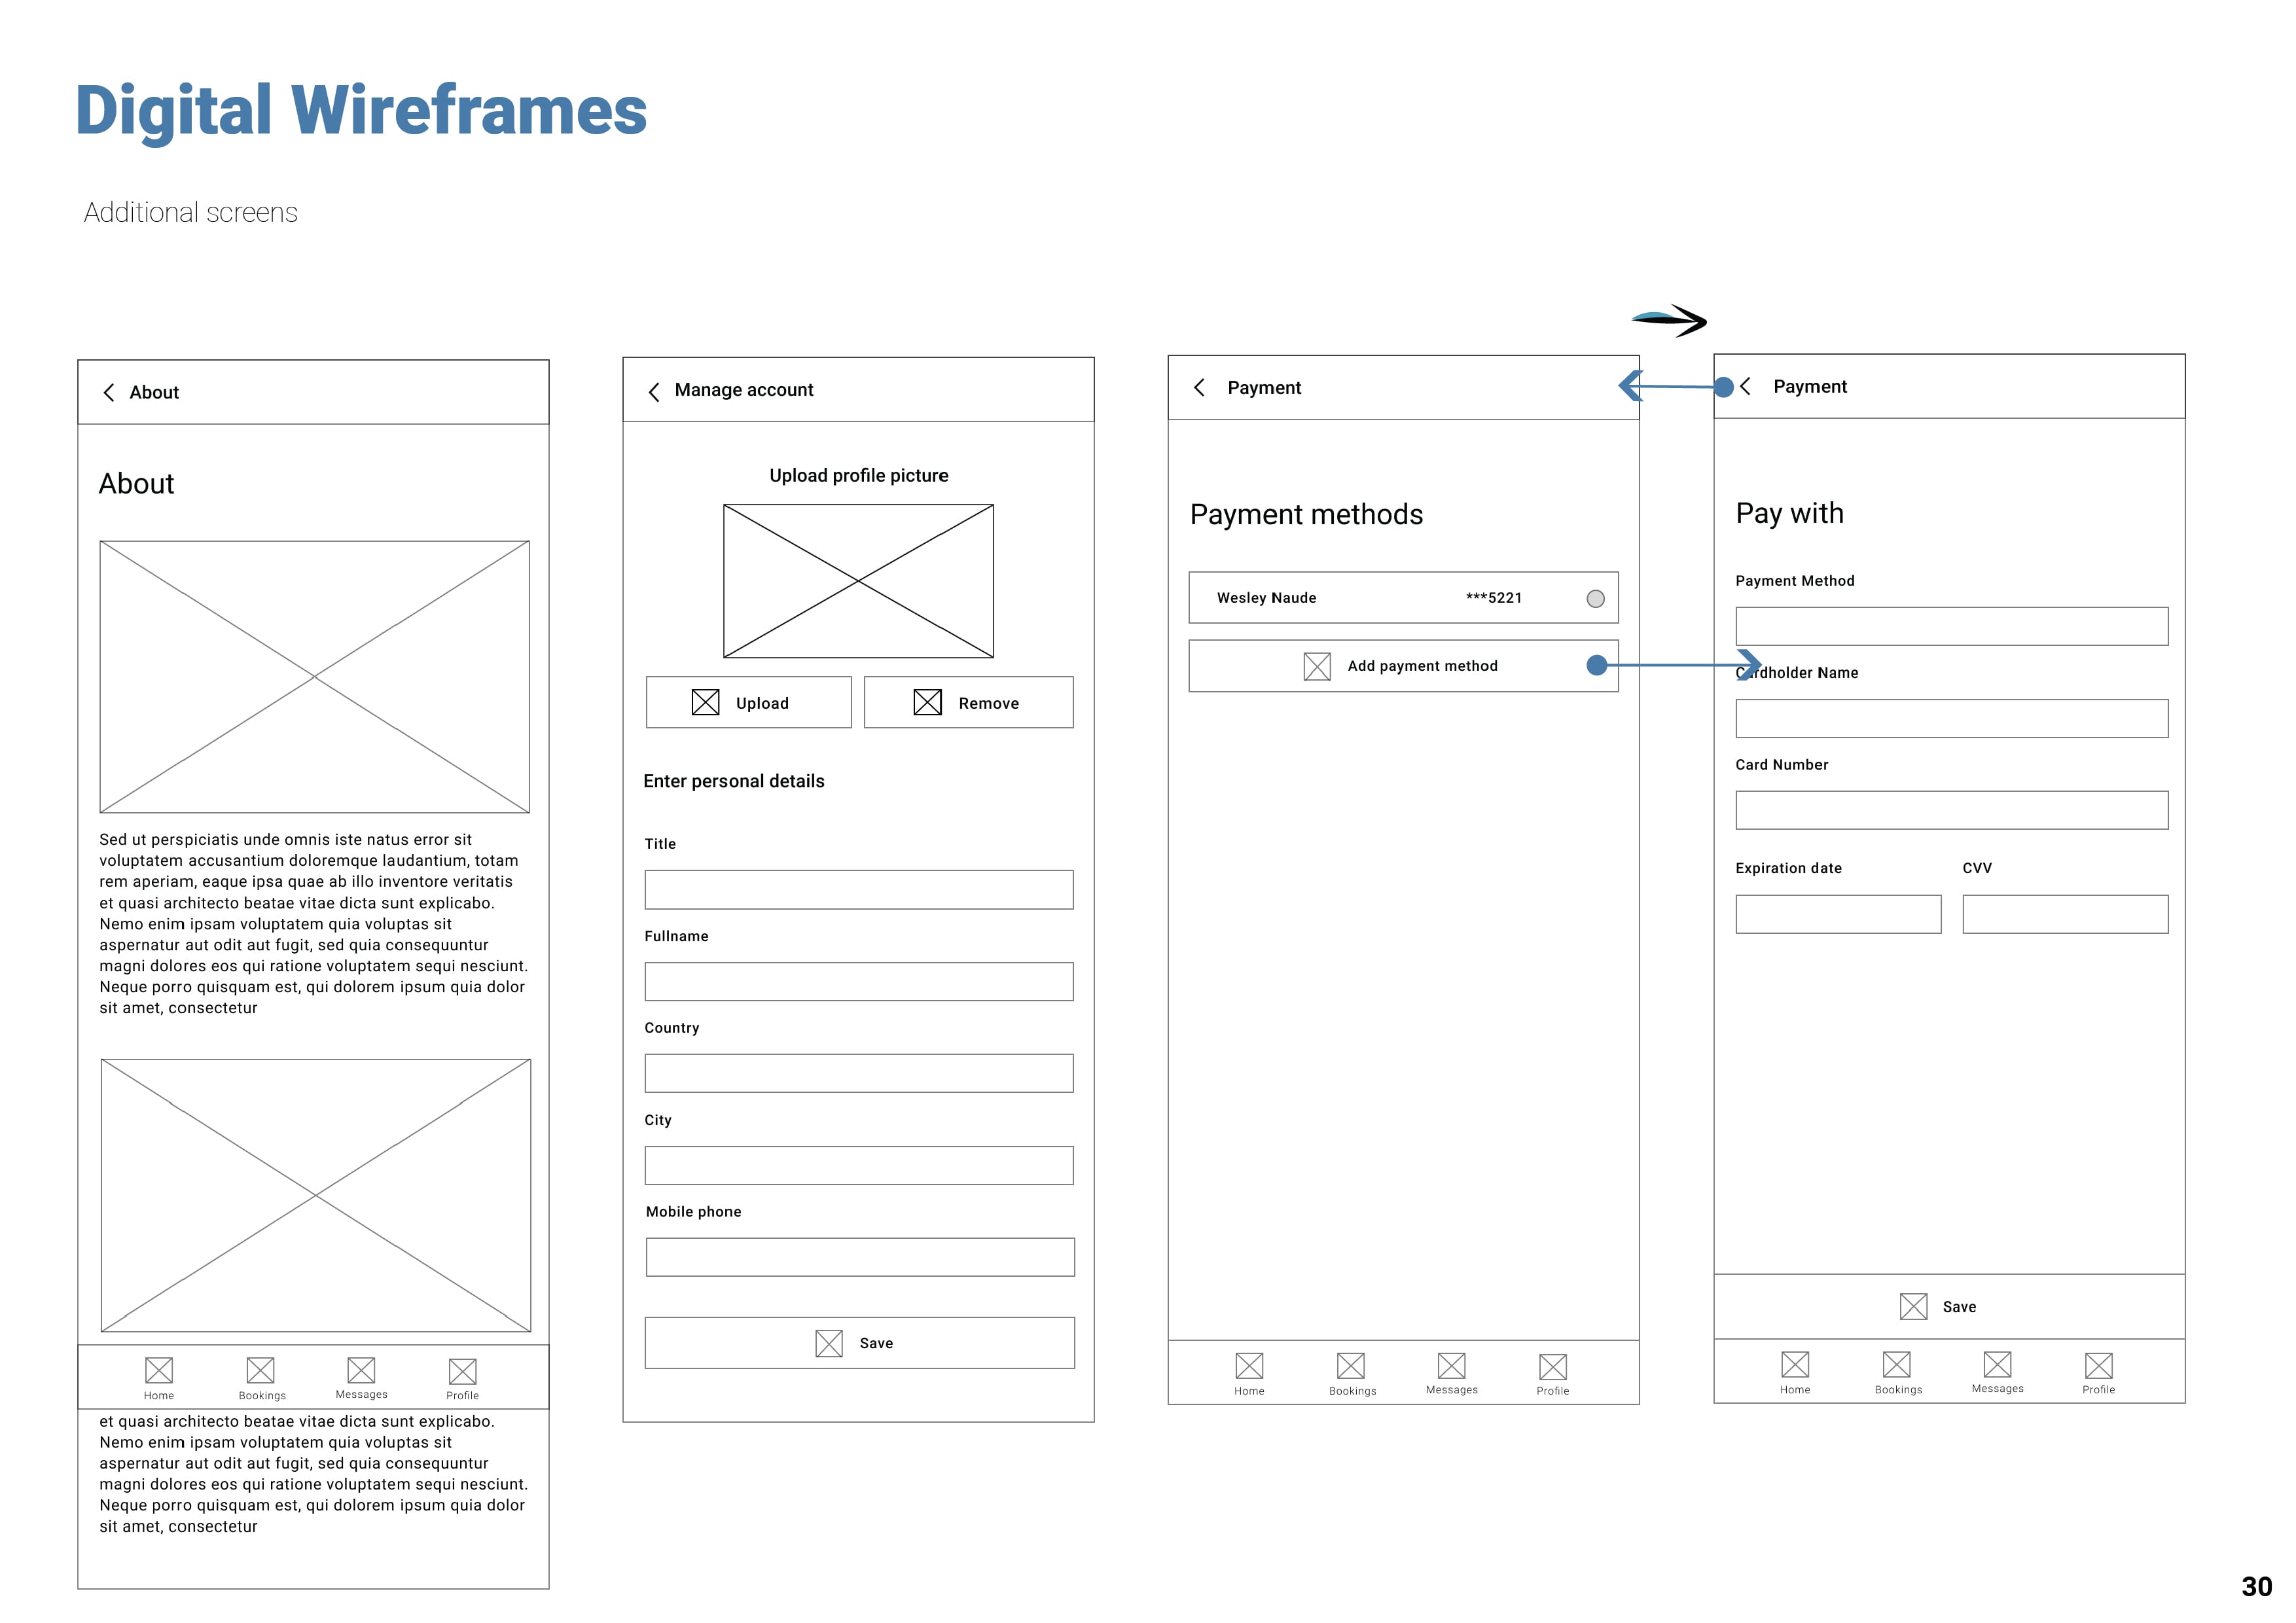 Digital Wireframes
Additional screens
About
About
Sed ut perspiciatis unde omnis iste natus error sit
voluptatem accusantium doloremque laudantium, totam
rem aperiam, eaque ipsa quae ab illo inventore veritatis
et quasi architecto beatae vitae dicta sunt explicabo.
Nemo enim ipsam voluptatem quia voluptas sit
aspernatur aut odit aut fugit, sed quia consequuntur
magni dolores eos qui ratione voluptatem sequi nesciunt.
Neque porro quisquam est, qui dolorem ipsum quia dolor
sit amet, consectetur
Home Bookings Messages Profile
et quasi architecto beatae vitae dicta sunt explicabo.
Nemo enim ipsam voluptatem quia voluptas sit
aspernatur aut odit aut fugit, sed quia consequuntur
magni dolores eos qui ratione voluptatem sequi nesciunt.
Neque porro quisquam est, qui dolorem ipsum quia dolor
sit amet, consectetur
Manage account
Upload profile picture
Upload Remove
Enter personal details
Title
Fullname
Country
City
Mobile phone
Save
Payment
Payment methods
Wesley Naude ***5221
Add payment method
Home Bookings Messages Profile
Payment
Pay with
Payment Method
Cardholder Name
Card Number
Expiration date CVV
Save
Home Bookings Messages Profile
30